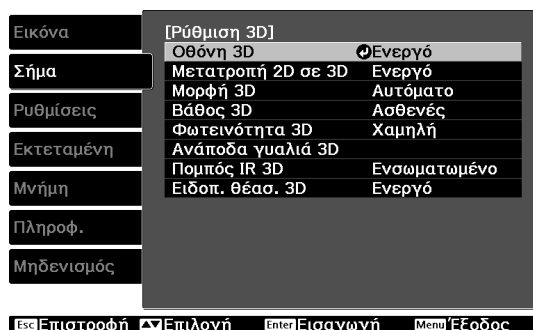 Εικόνα
Σήμα
Ρυθμίσεις
Εκτεταμένη
Μνήμη
Πληροφ.
Μηδενισμός
[Ρύθμιση 3D]
Οθόνη 3D Ενεργό
Μετατροπή 2D σε 3D Ενεργό
Μορφή 3D Αυτόματο
Βάθος 3D Ασθενές
Φωτεινότητα 3D Χαμηλή
Ανάποδα γυαλιά 3D
Πομπός IR 3D Ενσωματωμένο
Ειδοπ. θέασ. 3D Ενεργό
Esc Επιστροφή Επιλογή Enter Εισαγωγή Menu Έξοδος